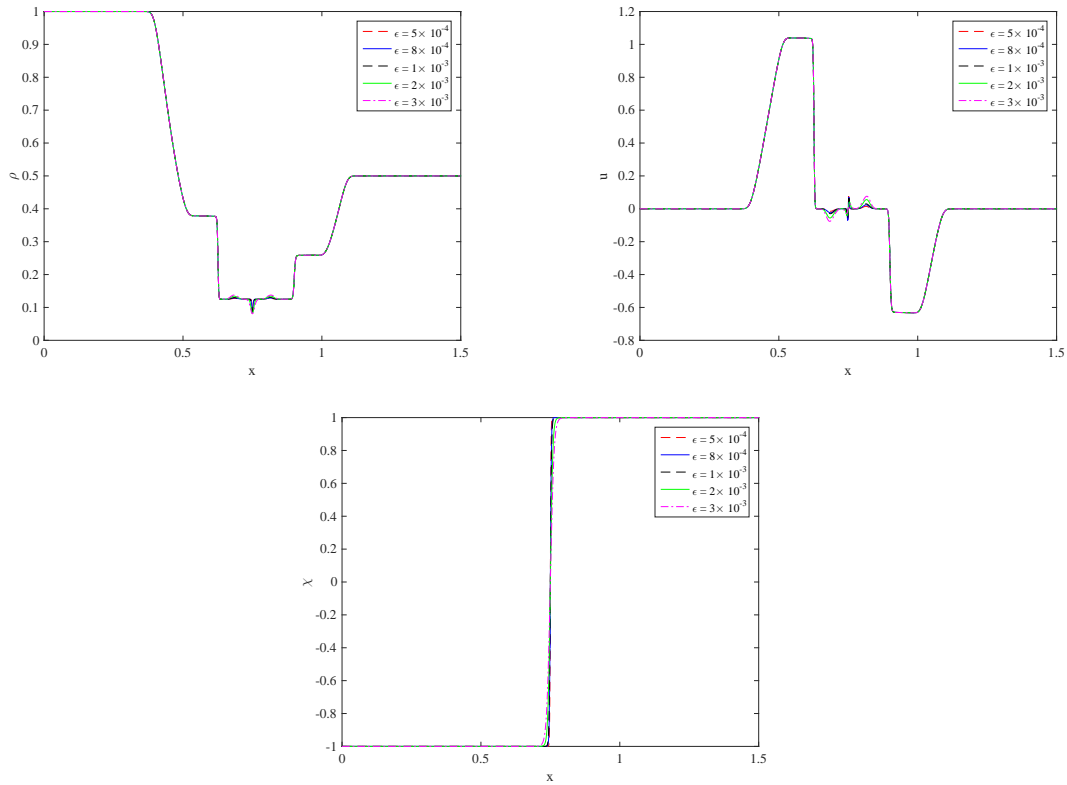 1
0.9
0.8
0.7
0.6
0.5
0.4
0.3
0.2
0.1
0
ρ
0
0.5
1
1.5
x
ϵ = 5× 10⁻⁴
ϵ = 8× 10⁻⁴
ϵ = 1× 10⁻³
ϵ = 2× 10⁻³
ϵ = 3× 10⁻³
1.2
1
0.8
0.6
0.4
0.2
0
-0.2
-0.4
-0.6
-0.8
u
0
0.5
1
1.5
x
ϵ = 5× 10⁻⁴
ϵ = 8× 10⁻⁴
ϵ = 1× 10⁻³
ϵ = 2× 10⁻³
ϵ = 3× 10⁻³
1
0.8
0.6
0.4
0.2
0
-0.2
-0.4
-0.6
-0.8
-1
χ
0
0.5
1
1.5
x
ϵ = 5× 10⁻⁴
ϵ = 8× 10⁻⁴
ϵ = 1× 10⁻³
ϵ = 2× 10⁻³
ϵ = 3× 10⁻³